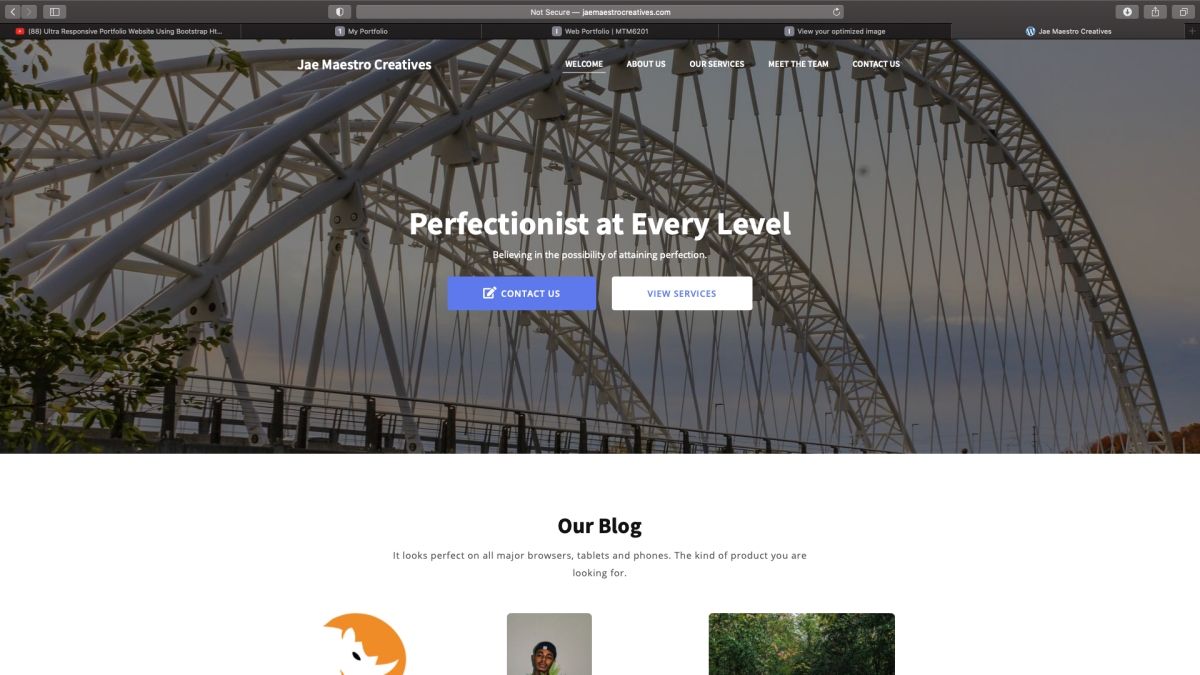 Not Secure — jaemaestrocreatives.com
(88) Ultra Responsive Portfolio Website Using Bootstrap Ht...
1 My Portfolio
I Web Portfolio | MTM6201
I View your optimized image
Jae Maestro Creatives
Jae Maestro Creatives
WELCOME ABOUT US OUR SERVICES MEET THE TEAM CONTACT US
Perfectionist at Every Level
Believing in the possibility of attaining perfection.
CONTACT US VIEW SERVICES
Our Blog
It looks perfect on all major browsers, tablets and phones. The kind of product you are
looking for.